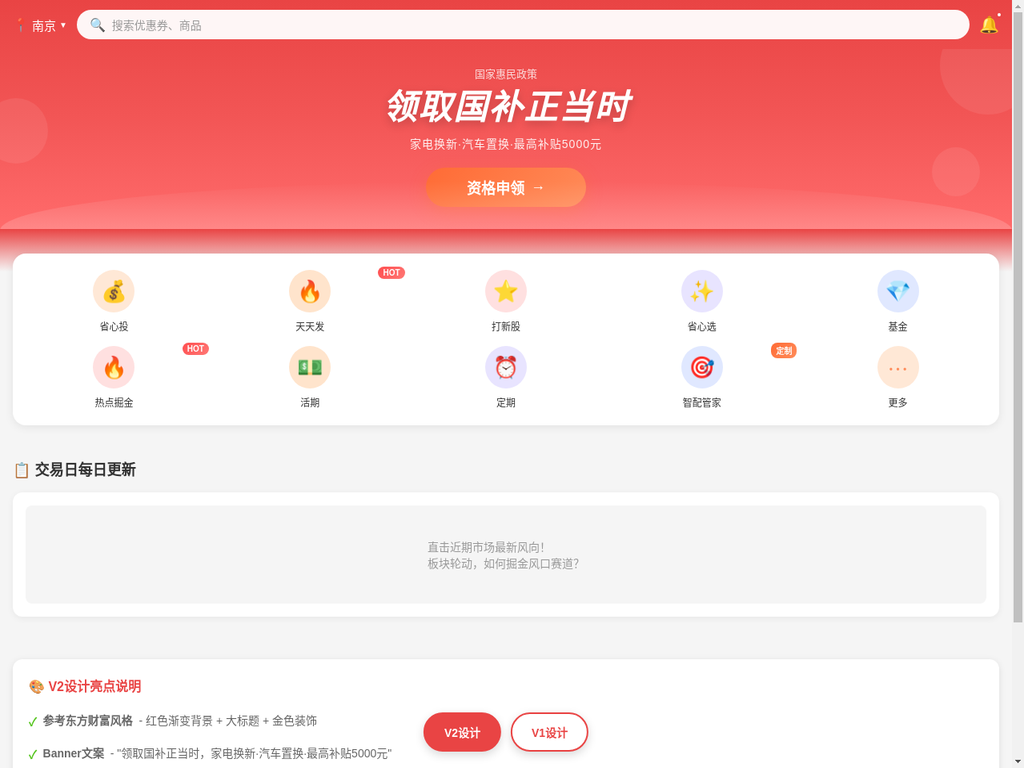 南京
搜索优惠券、商品
国家惠民政策
领取国补正当时
家电换新·汽车置换·最高补贴5000元
资格申领 →
HOT
省心投
天天发
打新股
省心选
基金
HOT
定制
热点掘金
活期
定期
智配管家
更多
交易日每日更新
直击近期市场最新风向!
板块轮动，如何掘金风口赛道?
V2设计亮点说明
✓ 参考东方财富风格 - 红色渐变背景 + 大标题 + 金色装饰
V2设计
V1设计
✓ Banner文案 - "领取国补正当时，家电换新·汽车置换·最高补贴5000元"